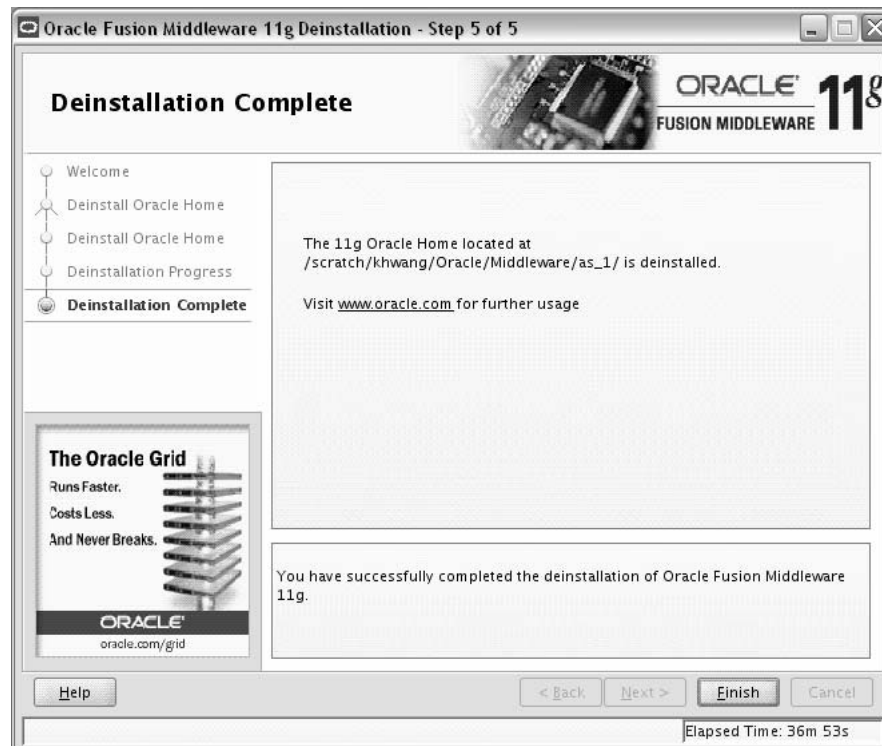 Oracle Fusion Middleware 11g Deinstallation - Step 5 of 5
Deinstallation Complete
ORACLE'
FUSION MIDDLEWARE
11g
Welcome
Deinstall Oracle Home
Deinstall Oracle Home
Deinstallation Progress
Deinstallation Complete
The 11g Oracle Home located at
/scratch/khwang/Oracle/Middleware/as_1/ is deinstalled.
Visit www.oracle.com for further usage
The Oracle Grid
Runs Faster.
Costs Less.
And Never Breaks.
ORACLE'
oracle.com/grid
You have successfully completed the deinstallation of Oracle Fusion Middleware
11g.
Help
< Back
Next >
Finish
Cancel
Elapsed Time: 36m 53s